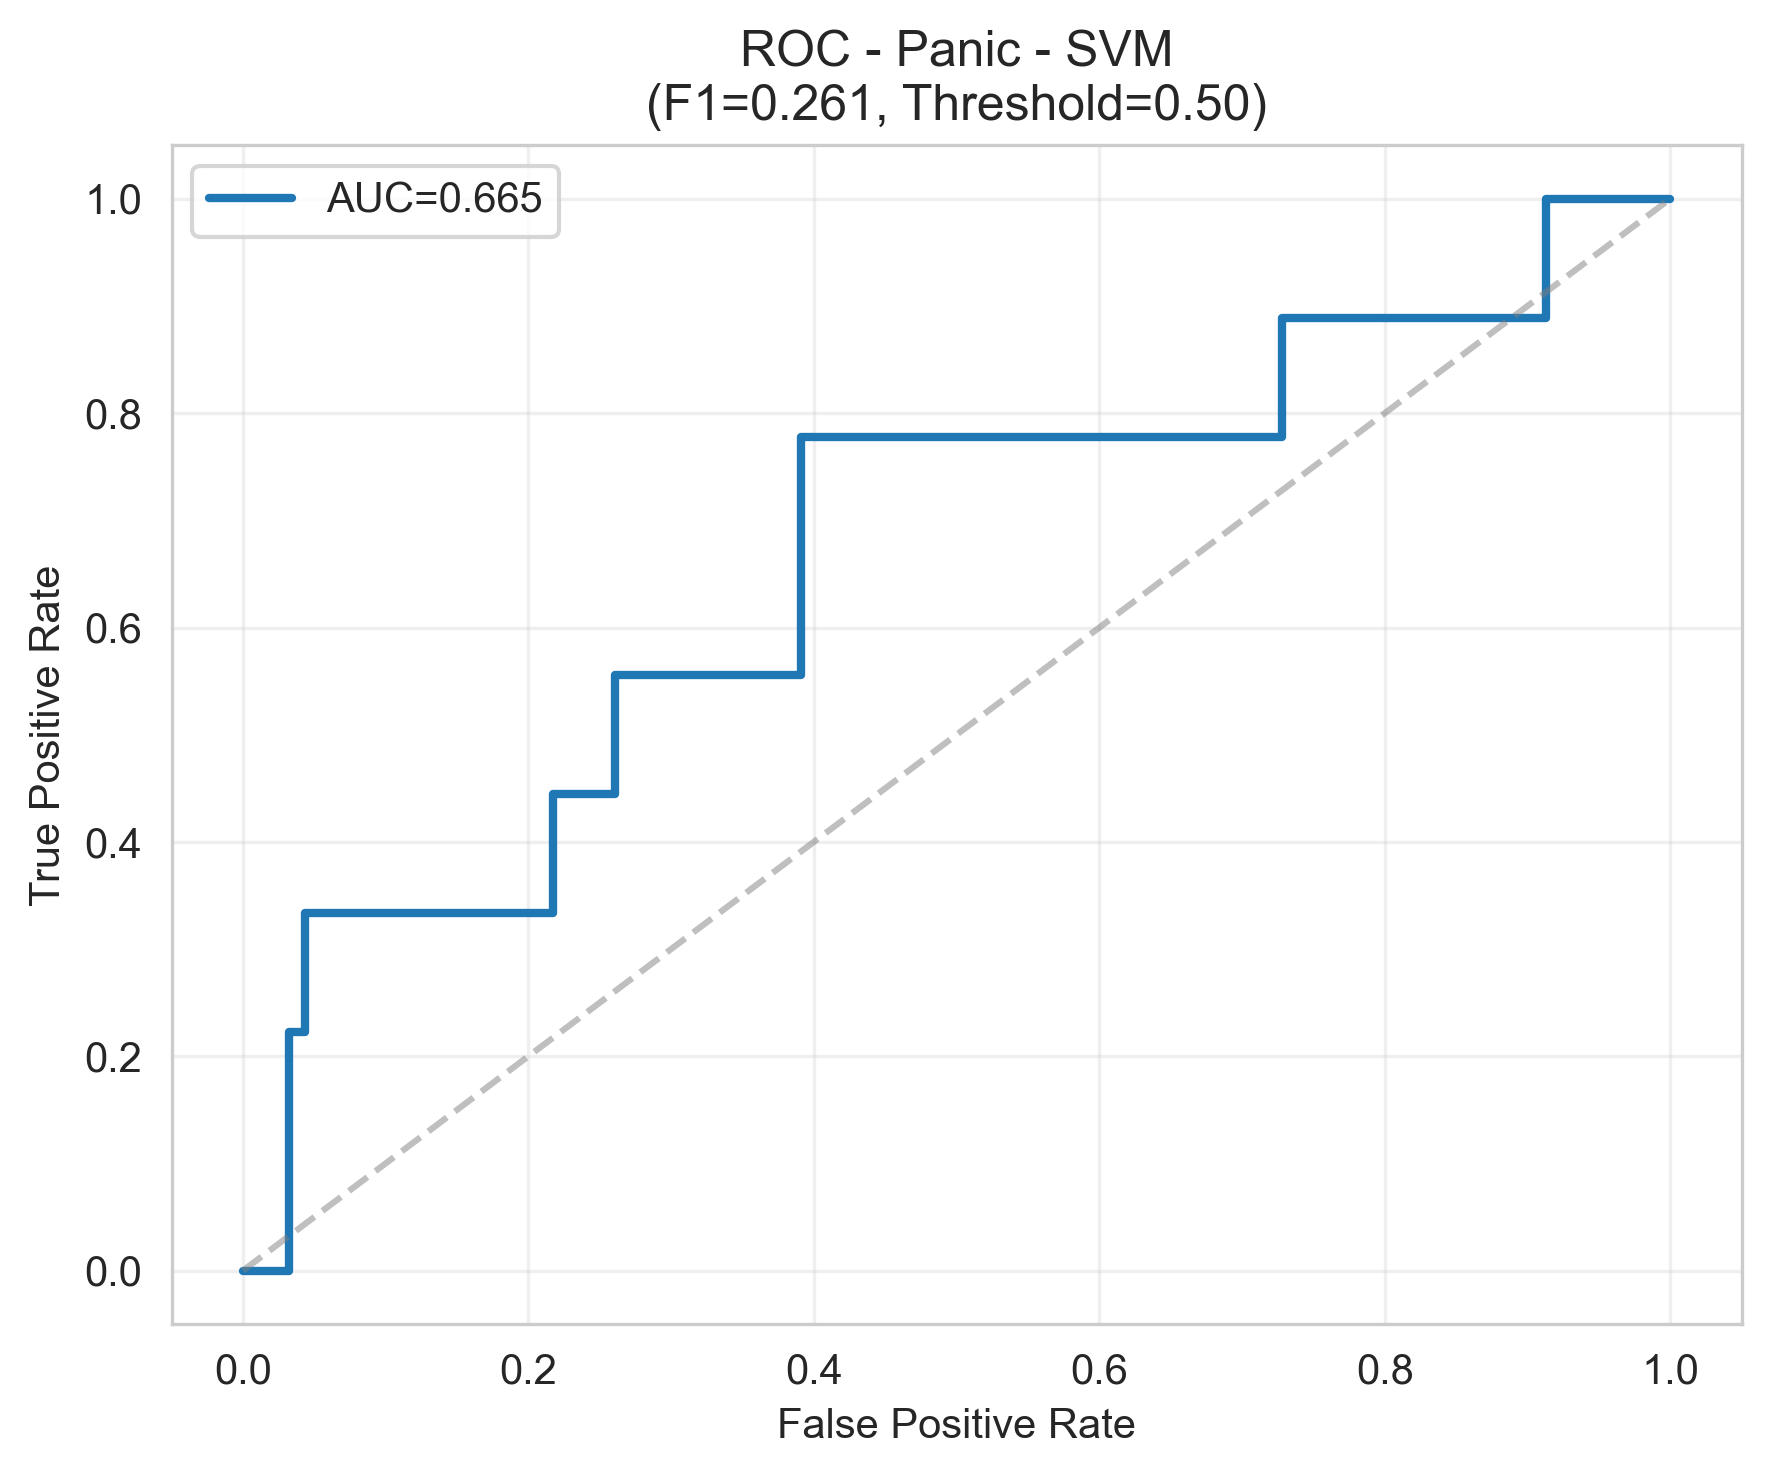 ROC - Panic - SVM
(F1=0.261, Threshold=0.50)
AUC=0.665
1.0
0.8
0.6
0.4
0.2
0.0
True Positive Rate
0.0 0.2 0.4 0.6 0.8 1.0
False Positive Rate